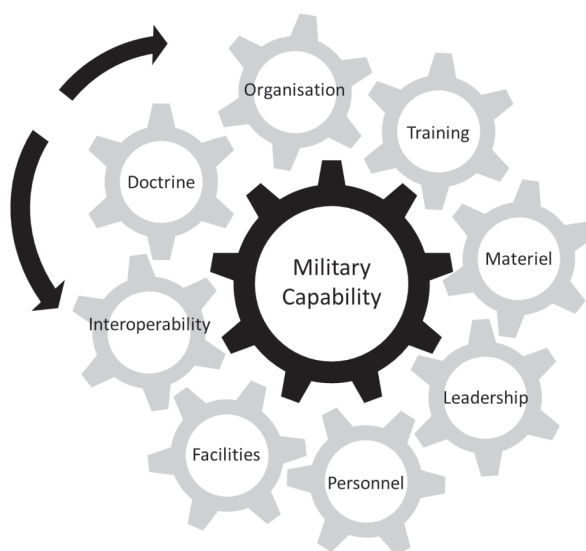 Organisation
Training
Doctrine
Materiel
Military
Capability
Interoperability
Leadership
Facilities
Personnel